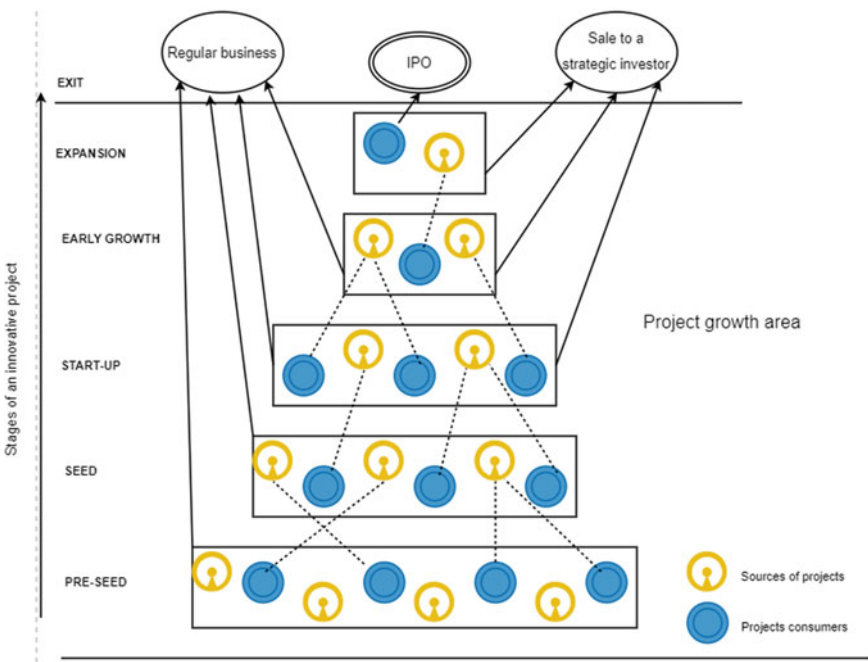 Regular
business
IPO
Sale to a
strategic investor
EXIT
EXPANSION
EARLY GROWTH
Project growth area
START-UP
Stages of an innovative project
SEED
PRE-SEED
Sources of projects
Projects consumers